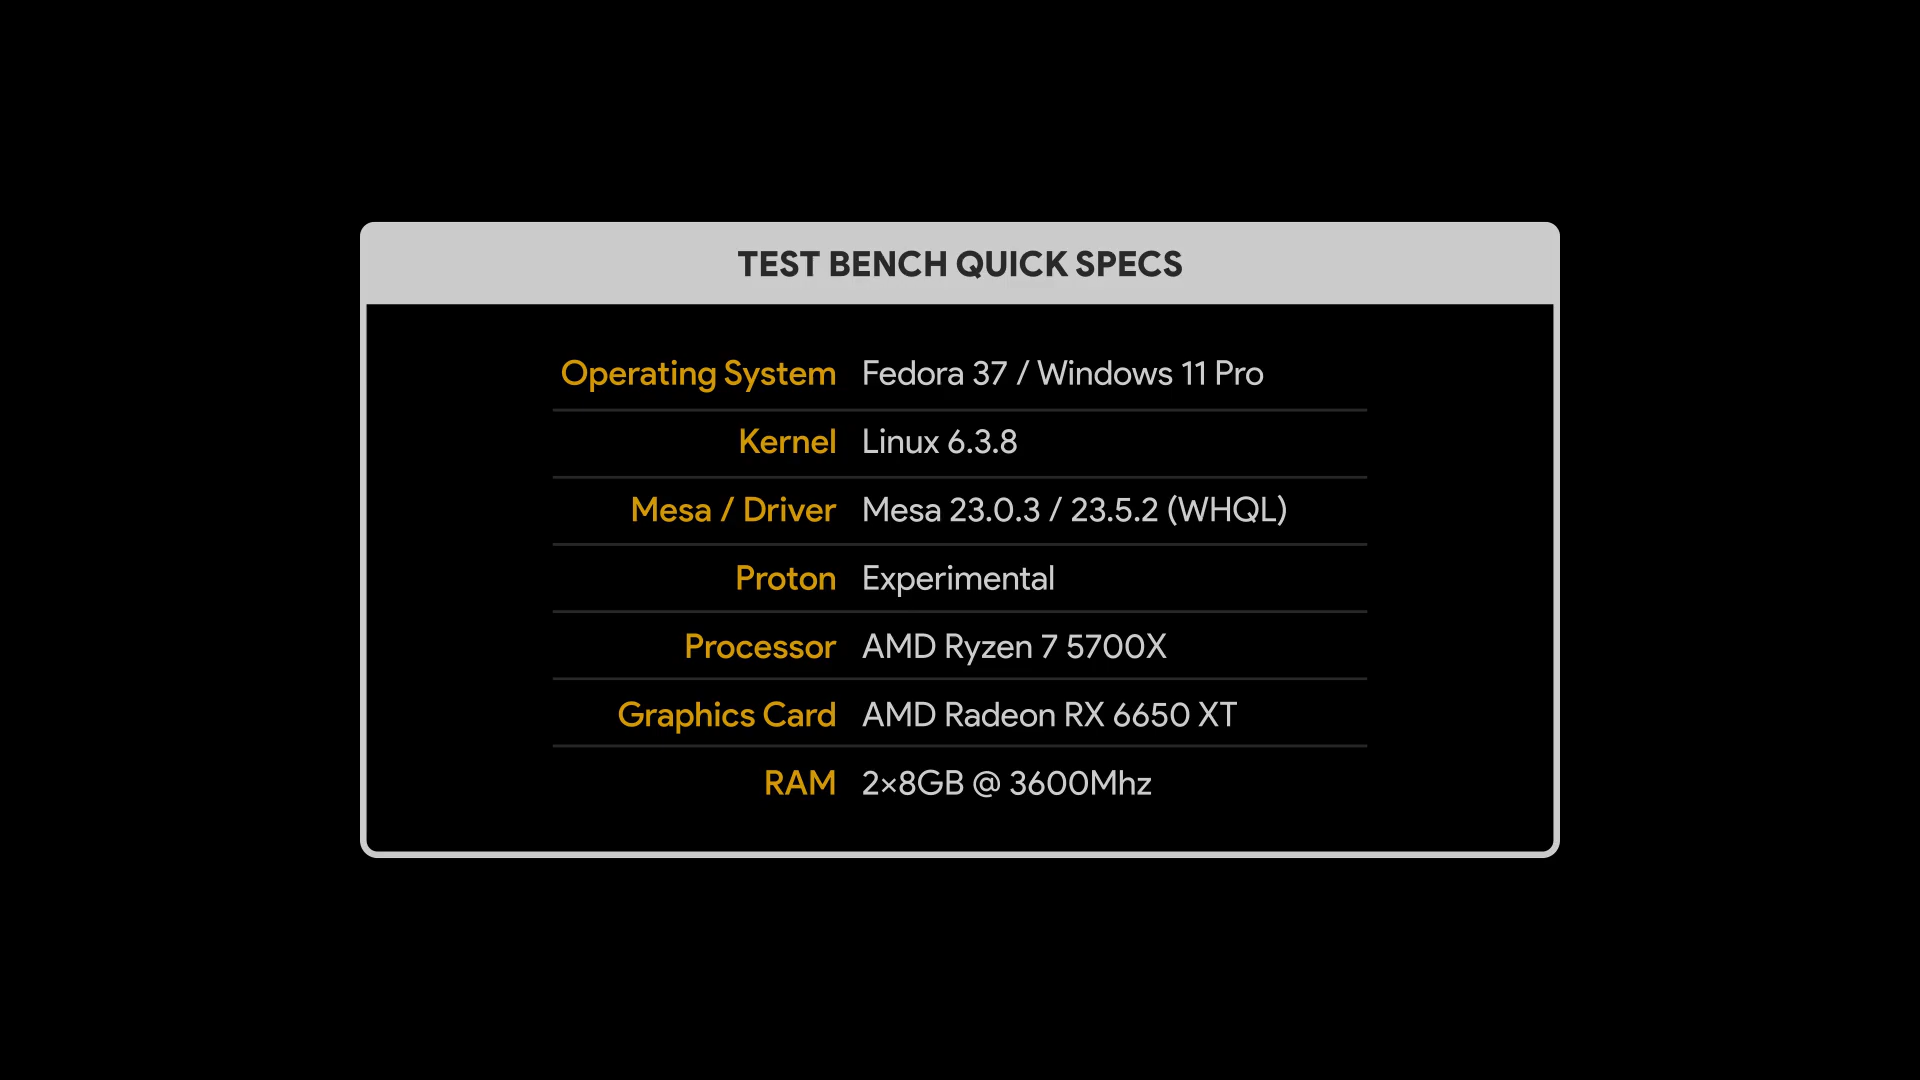 TEST BENCH QUICK SPECS
Operating System Fedora 37 / Windows 11 Pro
Kernel Linux 6.3.8
Mesa / Driver Mesa 23.0.3 / 23.5.2 (WHQL)
Proton Experimental
Processor AMD Ryzen 7 5700X
Graphics Card AMD Radeon RX 6650 XT
RAM 2×8GB @ 3600Mhz